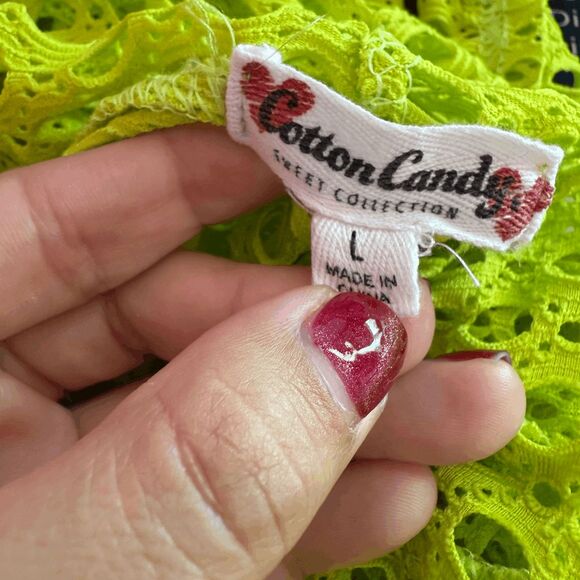 Cotton Candy
SWEET COLLECTION
L
MADE IN
CHINA